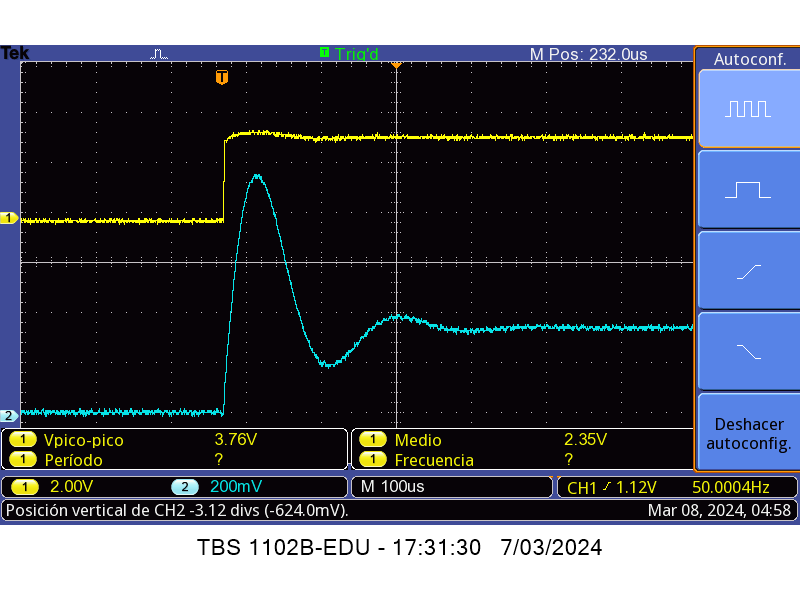 Tek T Trig'd M Pos: 232.0us Autoconf.
T
1
2
1 Vpico-pico 3.76V 1 Medio 2.35V
1 Período ? 1 Frecuencia ?
Deshacer
autoconfig.
1 2.00V 2 200mV M 100us CH1 1.12V 50.0004Hz
Posición vertical de CH2 -3.12 divs (-624.0mV). Mar 08, 2024, 04:58
TBS 1102B-EDU - 17:31:30 7/03/2024